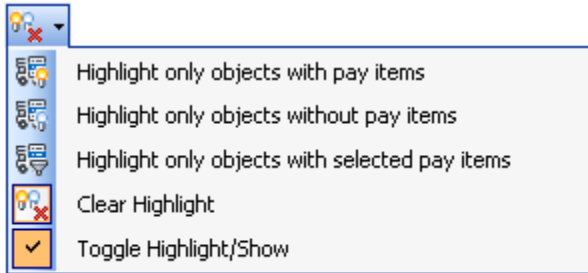 Highlight only objects with pay items
Highlight only objects without pay items
Highlight only objects with selected pay items
Clear Highlight
Toggle Highlight/Show